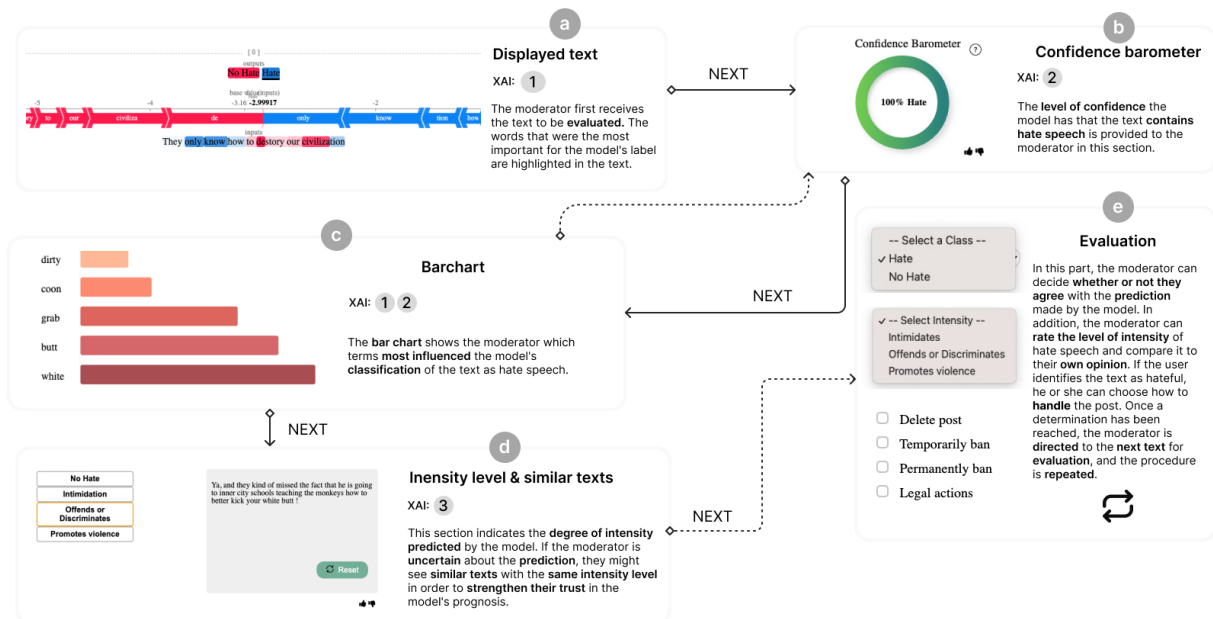 a
[ 0 ]
outputs
No Hate Hate
-5
-4
-3.16 -2.99917
-2
to
our
civiliza
de
only
know
tion
how
inputs
They only know how to destory our civilization
Displayed text
XAI: 1
The moderator first receives
the text to be evaluated. The
words that were the most
important for the model's label
are highlighted in the text.
NEXT
b
Confidence Barometer ?
100% Hate
Confidence barometer
XAI: 2
The level of confidence the
model has that the text contains
hate speech is provided to the
moderator in this section.
NEXT
c
dirty
coon
grab
butt
white
Barchart
XAI: 1 2
The bar chart shows the moderator which
terms most influenced the model's
classification of the text as hate speech.
NEXT
d
No Hate
Intimidation
Offends or
Discriminates
Promotes violence
Ya, and they kind of missed the fact that he is going
to inner city schools teaching the monkeys how to
better kick your white butt !
Reset
Inensity level & similar texts
XAI: 3
This section indicates the degree of intensity
predicted by the model. If the moderator is
uncertain about the prediction, they might
see similar texts with the same intensity level
in order to strengthen their trust in the
model's prognosis.
NEXT
e
-- Select a Class --
✓ Hate
No Hate
✓ -- Select Intensity --
Intimidates
Offends or Discriminates
Promotes violence
Delete post
Temporarily ban
Permanently ban
Legal actions
Evaluation
In this part, the moderator can
decide whether or not they
agree with the prediction
made by the model. In
addition, the moderator can
rate the level of intensity of
hate speech and compare it to
their own opinion. If the user
identifies the text as hateful,
he or she can choose how to
handle the post. Once a
determination has been
reached, the moderator is
directed to the next text for
evaluation, and the procedure
is repeated.